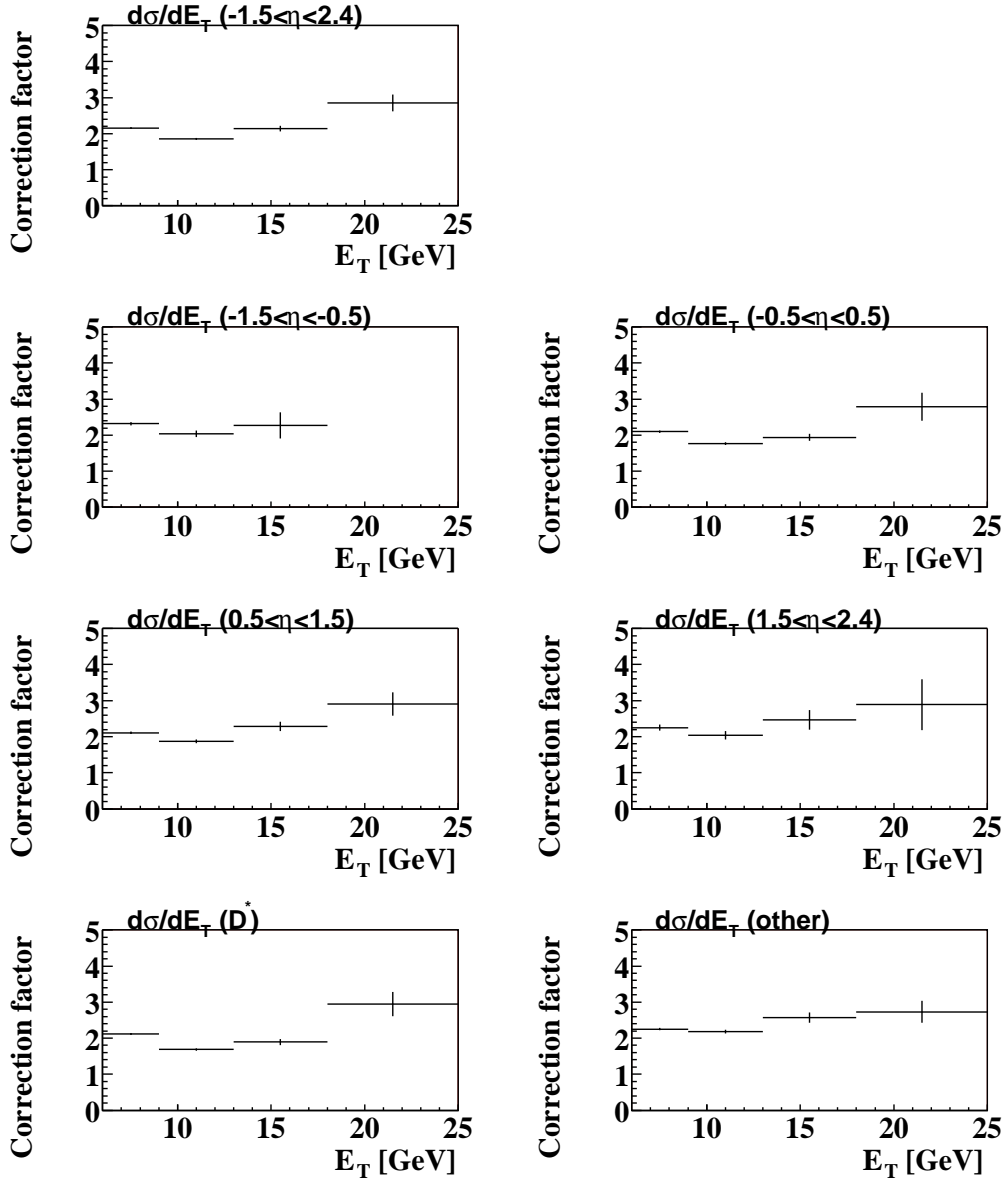 dσ/dE_T (-1.5<η<2.4)
Correction factor
5
4
3
2
1
0
10 15 20 25
E_T [GeV]
dσ/dE_T (-1.5<η<-0.5)
Correction factor
5
4
3
2
1
0
10 15 20 25
E_T [GeV]
dσ/dE_T (-0.5<η<0.5)
Correction factor
5
4
3
2
1
0
10 15 20 25
E_T [GeV]
dσ/dE_T (0.5<η<1.5)
Correction factor
5
4
3
2
1
0
10 15 20 25
E_T [GeV]
dσ/dE_T (1.5<η<2.4)
Correction factor
5
4
3
2
1
0
10 15 20 25
E_T [GeV]
dσ/dE_T (D*)
Correction factor
5
4
3
2
1
0
10 15 20 25
E_T [GeV]
dσ/dE_T (other)
Correction factor
5
4
3
2
1
0
10 15 20 25
E_T [GeV]